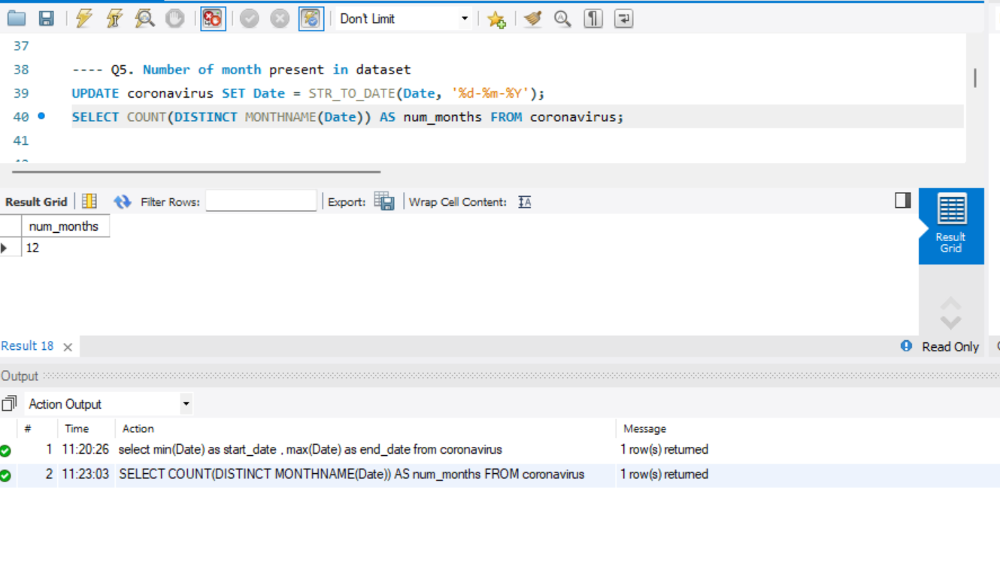 Don't Limit
37
38 ---- Q5. Number of month present in dataset
39 UPDATE coronavirus SET Date = STR_TO_DATE(Date, '%d-%m-%Y');
40 SELECT COUNT(DISTINCT MONTHNAME(Date)) AS num_months FROM coronavirus;
41
Result Grid Filter Rows: Export: Wrap Cell Content:
num_months
12
Result
Grid
Result 18 Read Only
Output
Action Output
# Time Action Message
1 11:20:26 select min(Date) as start_date , max(Date) as end_date from coronavirus 1 row(s) returned
2 11:23:03 SELECT COUNT(DISTINCT MONTHNAME(Date)) AS num_months FROM coronavirus 1 row(s) returned